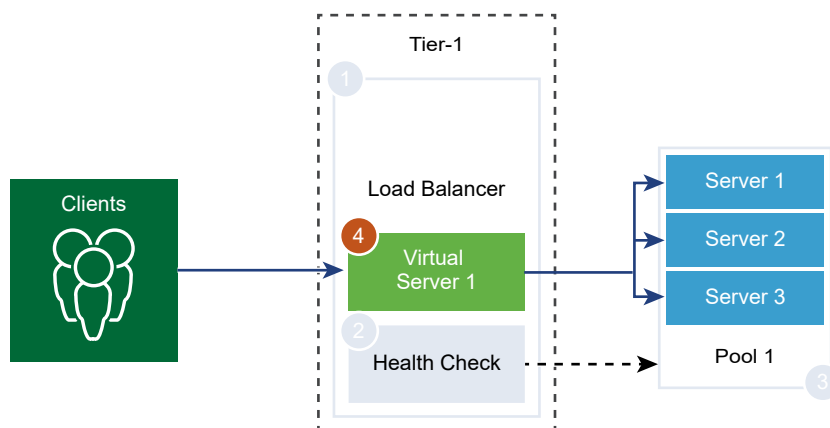 Tier-1
1
Load Balancer
Clients
4
Virtual
Server 1
2
Health Check
Server 1
Server 2
Server 3
Pool 1
3